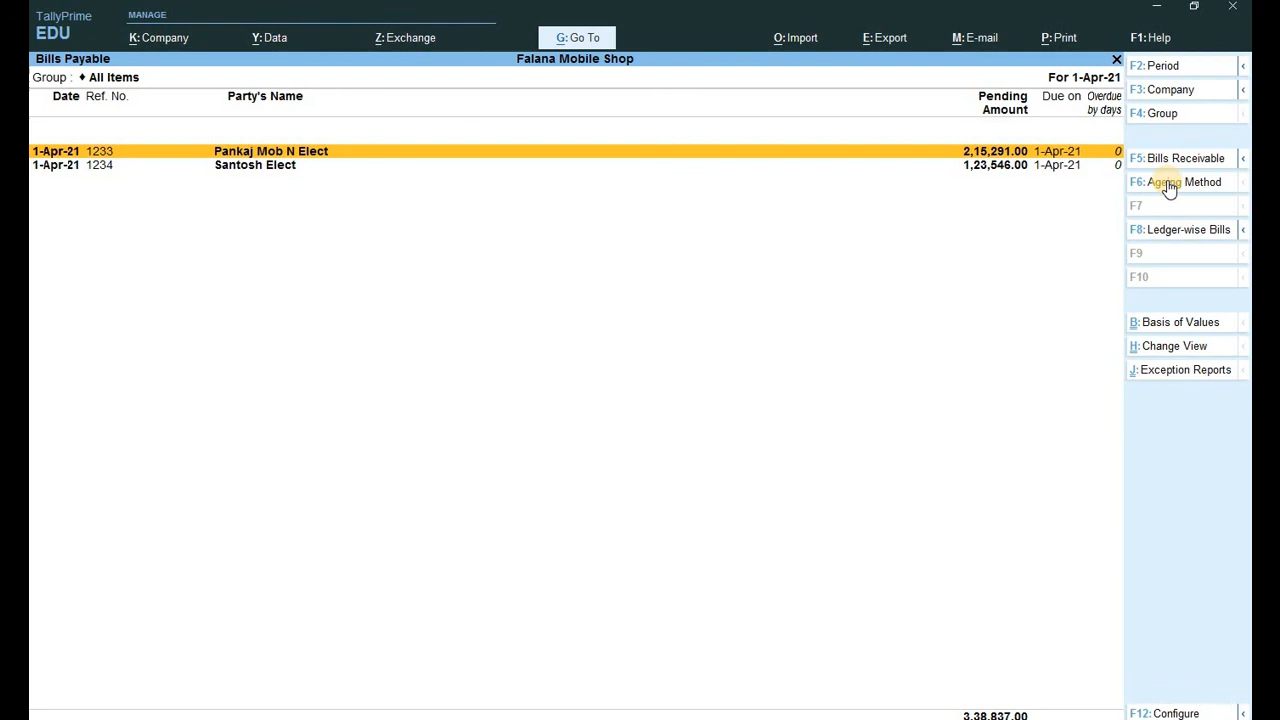 TallyPrime
EDU
MANAGE
K: Company Y: Data Z: Exchange G: Go To O: Import E: Export M: E-mail P: Print F1: Help
Bills Payable Falana Mobile Shop
Group : ♦ All Items For 1-Apr-21
Date Ref. No. Party's Name Pending Amount Due on Overdue by days
1-Apr-21 1233 Pankaj Mob N Elect 2,15,291.00 1-Apr-21 0
1-Apr-21 1234 Santosh Elect 1,23,546.00 1-Apr-21 0
3,38,837.00
F2: Period
F3: Company
F4: Group
F5: Bills Receivable
F6: Ageing Method
F7
F8: Ledger-wise Bills
F9
F10
B: Basis of Values
H: Change View
J: Exception Reports
F12: Configure